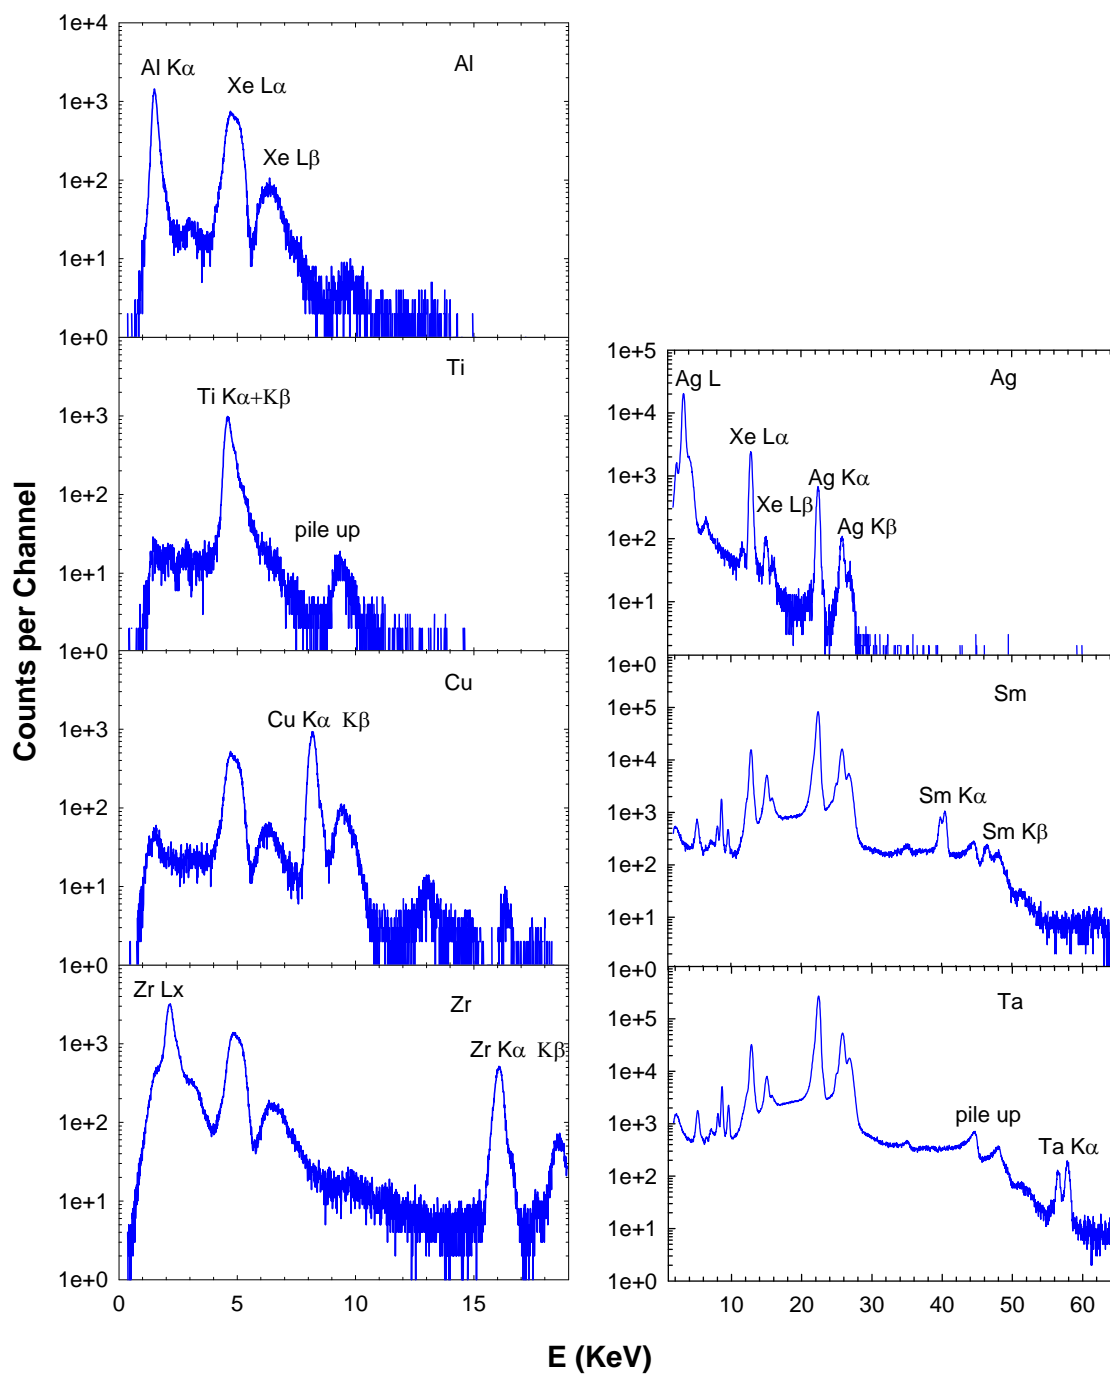 1e+4
Al Kα
Al
Xe Lα
1e+3
Xe Lβ
1e+2
1e+1
1e+0
Ti
Ti Kα+Kβ
1e+3
1e+2
pile up
1e+1
1e+0
Cu
Cu Kα Kβ
1e+3
1e+2
1e+1
1e+0
Zr Lx
Zr
1e+3
Zr Kα Kβ
1e+2
1e+1
1e+0
0 5 10 15
Counts per Channel
1e+5
Ag L
Ag
1e+4
Xe Lα
1e+3
Ag Kα
Xe Lβ
Ag Kβ
1e+2
1e+1
1e+0
Sm
1e+5
1e+4
Sm Kα
1e+3
Sm Kβ
1e+2
1e+1
1e+0
Ta
1e+5
1e+4
pile up
1e+3
Ta Kα
1e+2
1e+1
1e+0
10 20 30 40 50 60
E (KeV)